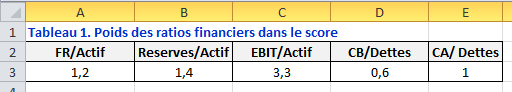 A B C D E
1 Tableau 1. Poids des ratios financiers dans le score
2 FR/Actif Reserves/Actif EBIT/Actif CB/Dettes CA/ Dettes
3 1,2 1,4 3,3 0,6 1